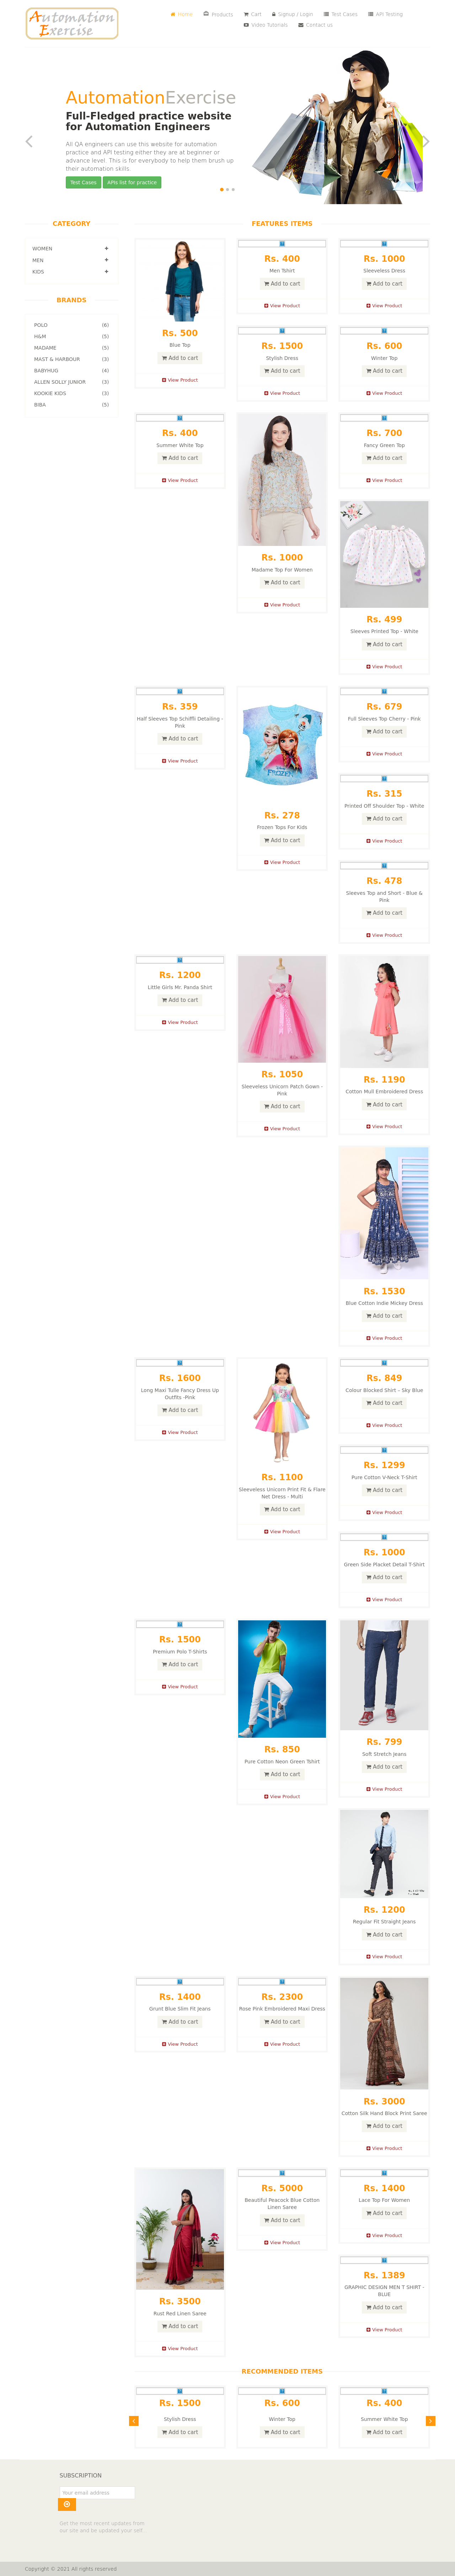 Automation
Exercise
Home
Products
Cart
Signup / Login
Test Cases
API Testing
Video Tutorials
Contact us
AutomationExercise
Full-Fledged practice website
for Automation Engineers
All QA engineers can use this website for automation
practice and API testing either they are at beginner or
advance level. This is for everybody to help them brush up
their automation skills.
Test Cases
APIs list for practice
CATEGORY
WOMEN
MEN
KIDS
BRANDS
POLO (6)
H&M (5)
MADAME (5)
MAST & HARBOUR (3)
BABYHUG (4)
ALLEN SOLLY JUNIOR (3)
KOOKIE KIDS (3)
BIBA (5)
FEATURES ITEMS
Rs. 500
Blue Top
Add to cart
View Product
Rs. 400
Men Tshirt
Add to cart
View Product
Rs. 1000
Sleeveless Dress
Add to cart
View Product
Rs. 1500
Stylish Dress
Add to cart
View Product
Rs. 600
Winter Top
Add to cart
View Product
Rs. 400
Summer White Top
Add to cart
View Product
Rs. 1000
Madame Top For Women
Add to cart
View Product
Rs. 700
Fancy Green Top
Add to cart
View Product
Rs. 499
Sleeves Printed Top - White
Add to cart
View Product
Rs. 359
Half Sleeves Top Schiffli Detailing -
Pink
Add to cart
View Product
FROZEN
Rs. 278
Frozen Tops For Kids
Add to cart
View Product
Rs. 679
Full Sleeves Top Cherry - Pink
Add to cart
View Product
Rs. 315
Printed Off Shoulder Top - White
Add to cart
View Product
Rs. 478
Sleeves Top and Short - Blue &
Pink
Add to cart
View Product
Rs. 1200
Little Girls Mr. Panda Shirt
Add to cart
View Product
Rs. 1050
Sleeveless Unicorn Patch Gown -
Pink
Add to cart
View Product
Rs. 1190
Cotton Mull Embroidered Dress
Add to cart
View Product
Rs. 1530
Blue Cotton Indie Mickey Dress
Add to cart
View Product
Rs. 1600
Long Maxi Tulle Fancy Dress Up
Outfits -Pink
Add to cart
View Product
Rs. 1100
Sleeveless Unicorn Print Fit & Flare
Net Dress - Multi
Add to cart
View Product
Rs. 849
Colour Blocked Shirt – Sky Blue
Add to cart
View Product
Rs. 1299
Pure Cotton V-Neck T-Shirt
Add to cart
View Product
Rs. 1000
Green Side Placket Detail T-Shirt
Add to cart
View Product
Rs. 1500
Premium Polo T-Shirts
Add to cart
View Product
Rs. 850
Pure Cotton Neon Green Tshirt
Add to cart
View Product
Rs. 799
Soft Stretch Jeans
Add to cart
View Product
Rs. 1200
Regular Fit Straight Jeans
Add to cart
View Product
Rs. 1400
Grunt Blue Slim Fit Jeans
Add to cart
View Product
Rs. 2300
Rose Pink Embroidered Maxi Dress
Add to cart
View Product
Rs. 3000
Cotton Silk Hand Block Print Saree
Add to cart
View Product
Rs. 3500
Rust Red Linen Saree
Add to cart
View Product
Rs. 5000
Beautiful Peacock Blue Cotton
Linen Saree
Add to cart
View Product
Rs. 1400
Lace Top For Women
Add to cart
View Product
Rs. 1389
GRAPHIC DESIGN MEN T SHIRT -
BLUE
Add to cart
View Product
RECOMMENDED ITEMS
Rs. 1500
Stylish Dress
Add to cart
Rs. 600
Winter Top
Add to cart
Rs. 400
Summer White Top
Add to cart
SUBSCRIPTION
Your email address
Get the most recent updates from
our site and be updated your self...
Copyright © 2021 All rights reserved